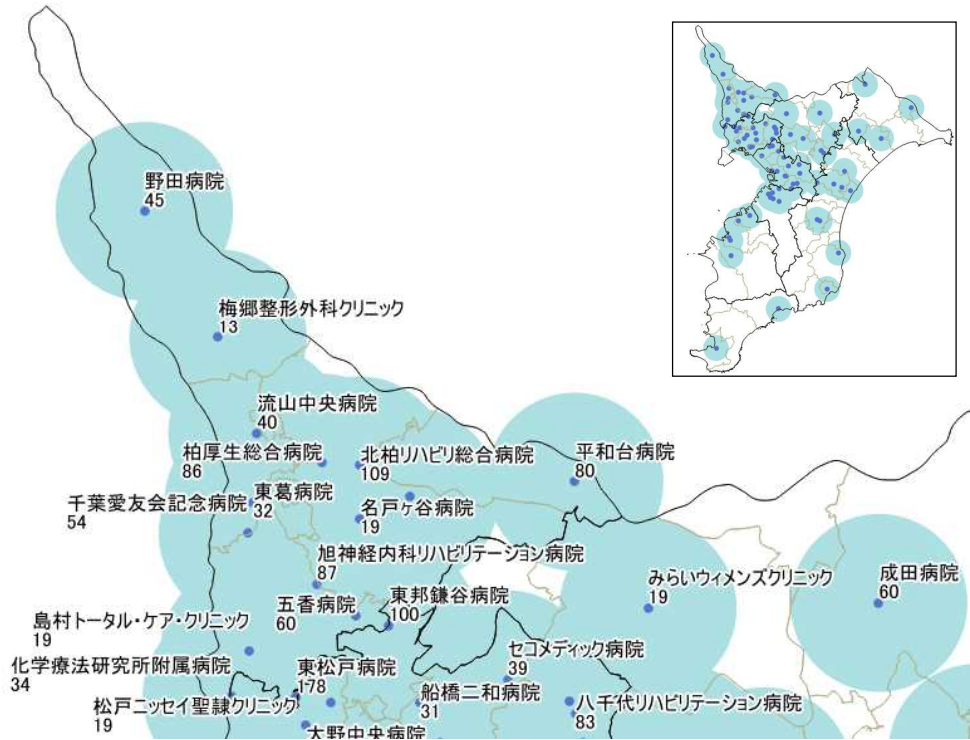 野田病院
45
梅郷整形外科クリニック
13
流山中央病院
40
柏厚生総合病院
86
北柏リハビリ総合病院
109
平和台病院
80
千葉愛友会記念病院
54
東葛病院
32
名戸ヶ谷病院
19
旭神経内科リハビリテーション病院
87
みらいウィメンズクリニック
19
成田病院
60
五香病院
60
東邦鎌谷病院
100
島村トータル・ケア・クリニック
19
セコメディック病院
39
化学療法研究所附属病院
34
東松戸病院
178
船橋二和病院
31
八千代リハビリテーション病院
83
松戸ニッセイ聖隷クリニック
19
大野中央病院